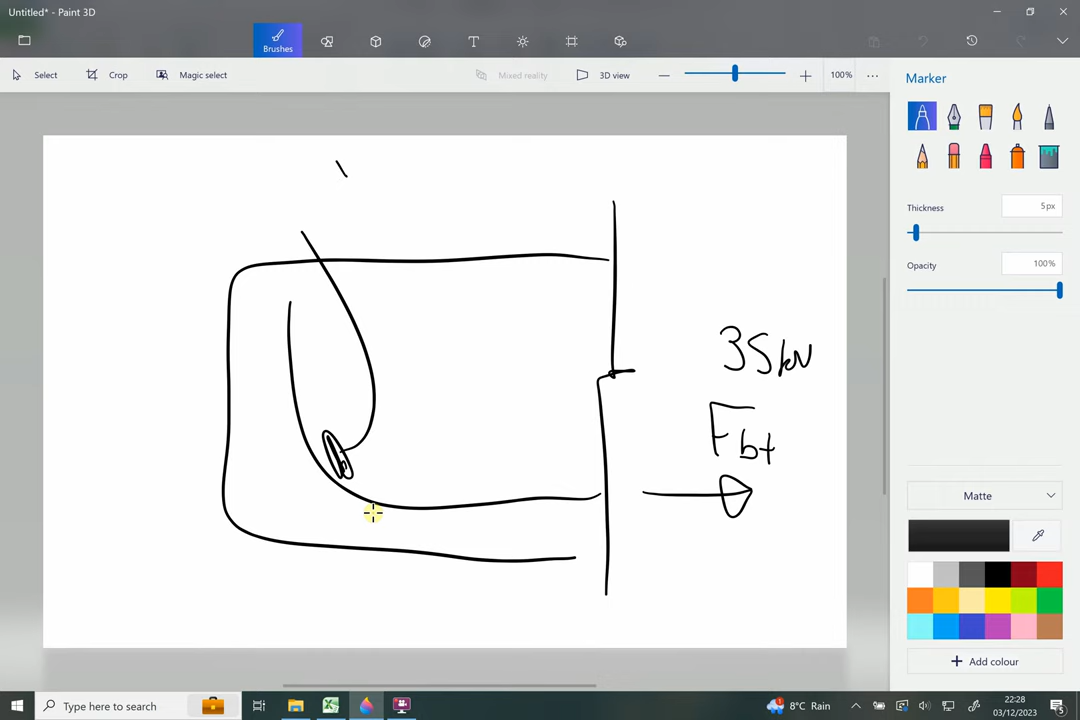 Untitled* - Paint 3D
Brushes
Select
Crop
Magic select
Mixed reality
3D view
100%
Marker
Thickness
5px
Opacity
100%
35kN
Fbt
Matte
Add colour
Type here to search
8°C Rain
22:28
03/12/2023
5